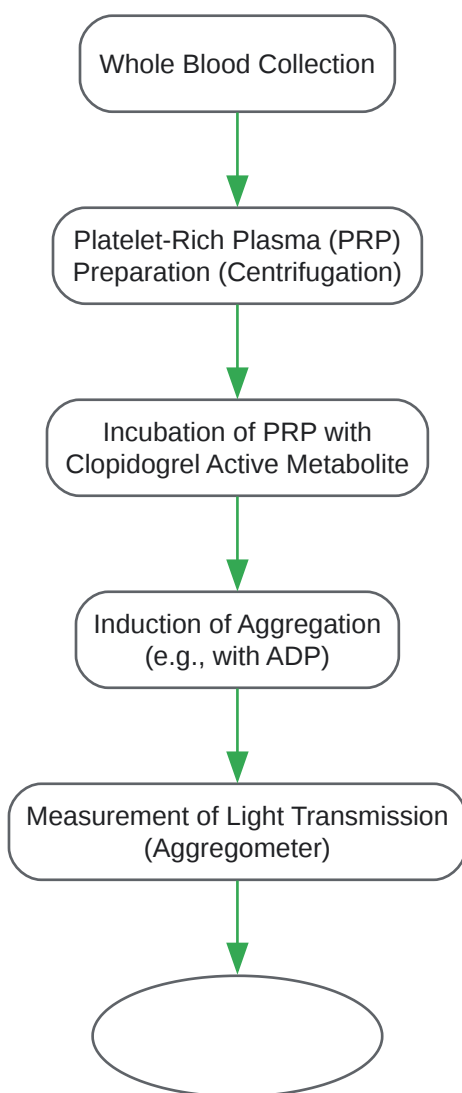 Whole Blood Collection
Platelet-Rich Plasma (PRP)
Preparation (Centrifugation)
Incubation of PRP with
Clopidogrel Active Metabolite
Induction of Aggregation
(e.g., with ADP)
Measurement of Light Transmission
(Aggregometer)